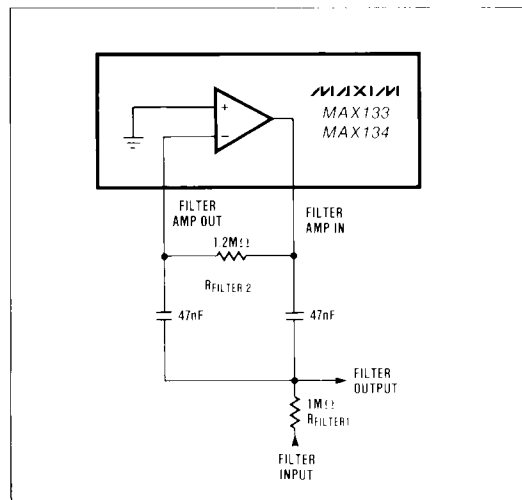 MAXIM
MAX133
MAX134
+
−
FILTER
AMP OUT
FILTER
AMP IN
1.2MΩ
RFILTER 2
47nF
47nF
FILTER
OUTPUT
1MΩ
RFILTER1
FILTER
INPUT